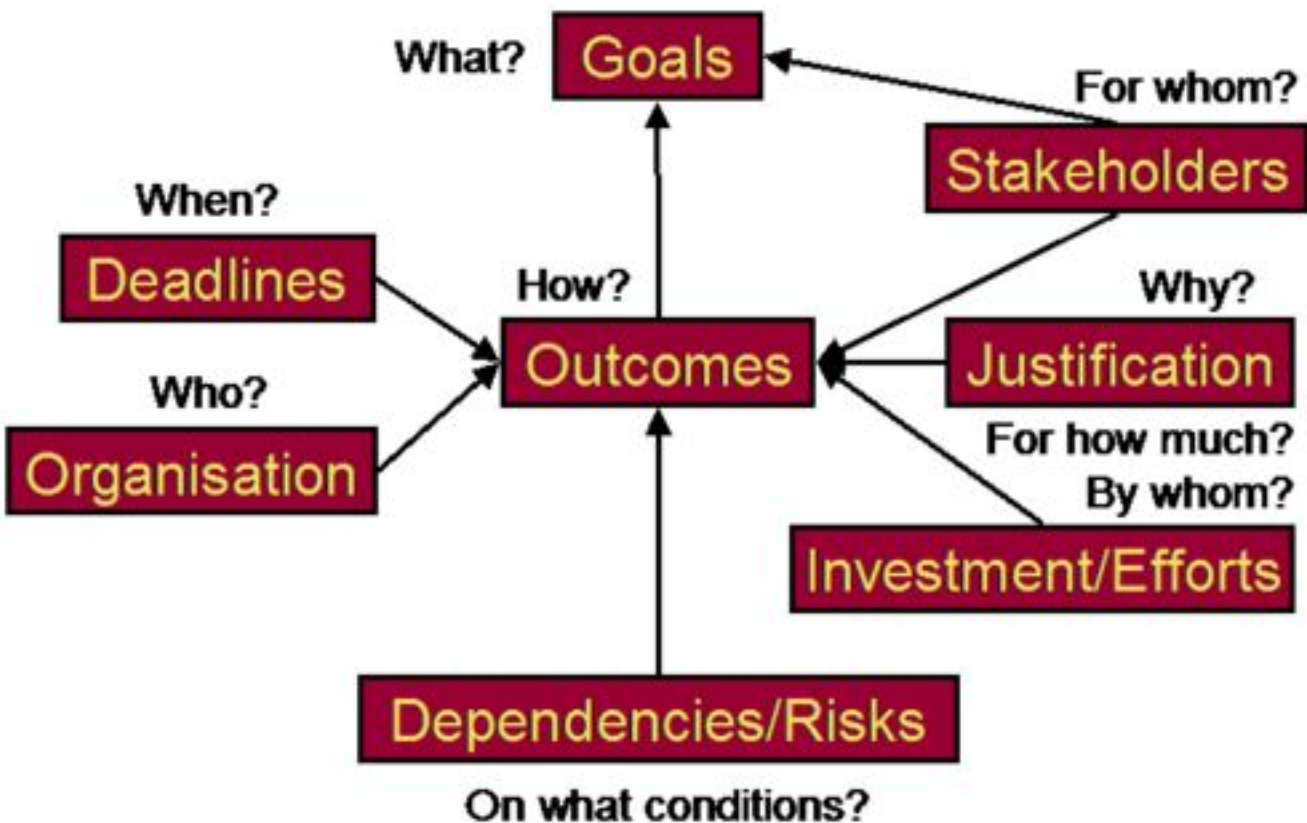 What?
Goals
For whom?
Stakeholders
When?
Deadlines
How?
Outcomes
Why?
Justification
Who?
Organisation
For how much?
By whom?
Investment/Efforts
Dependencies/Risks
On what conditions?